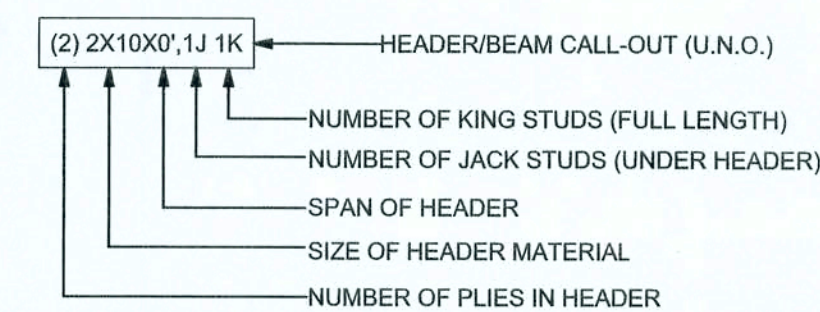 (2) 2X10X0',1J 1K
HEADER/BEAM CALL-OUT (U.N.O.)
NUMBER OF KING STUDS (FULL LENGTH)
NUMBER OF JACK STUDS (UNDER HEADER)
SPAN OF HEADER
SIZE OF HEADER MATERIAL
NUMBER OF PLIES IN HEADER